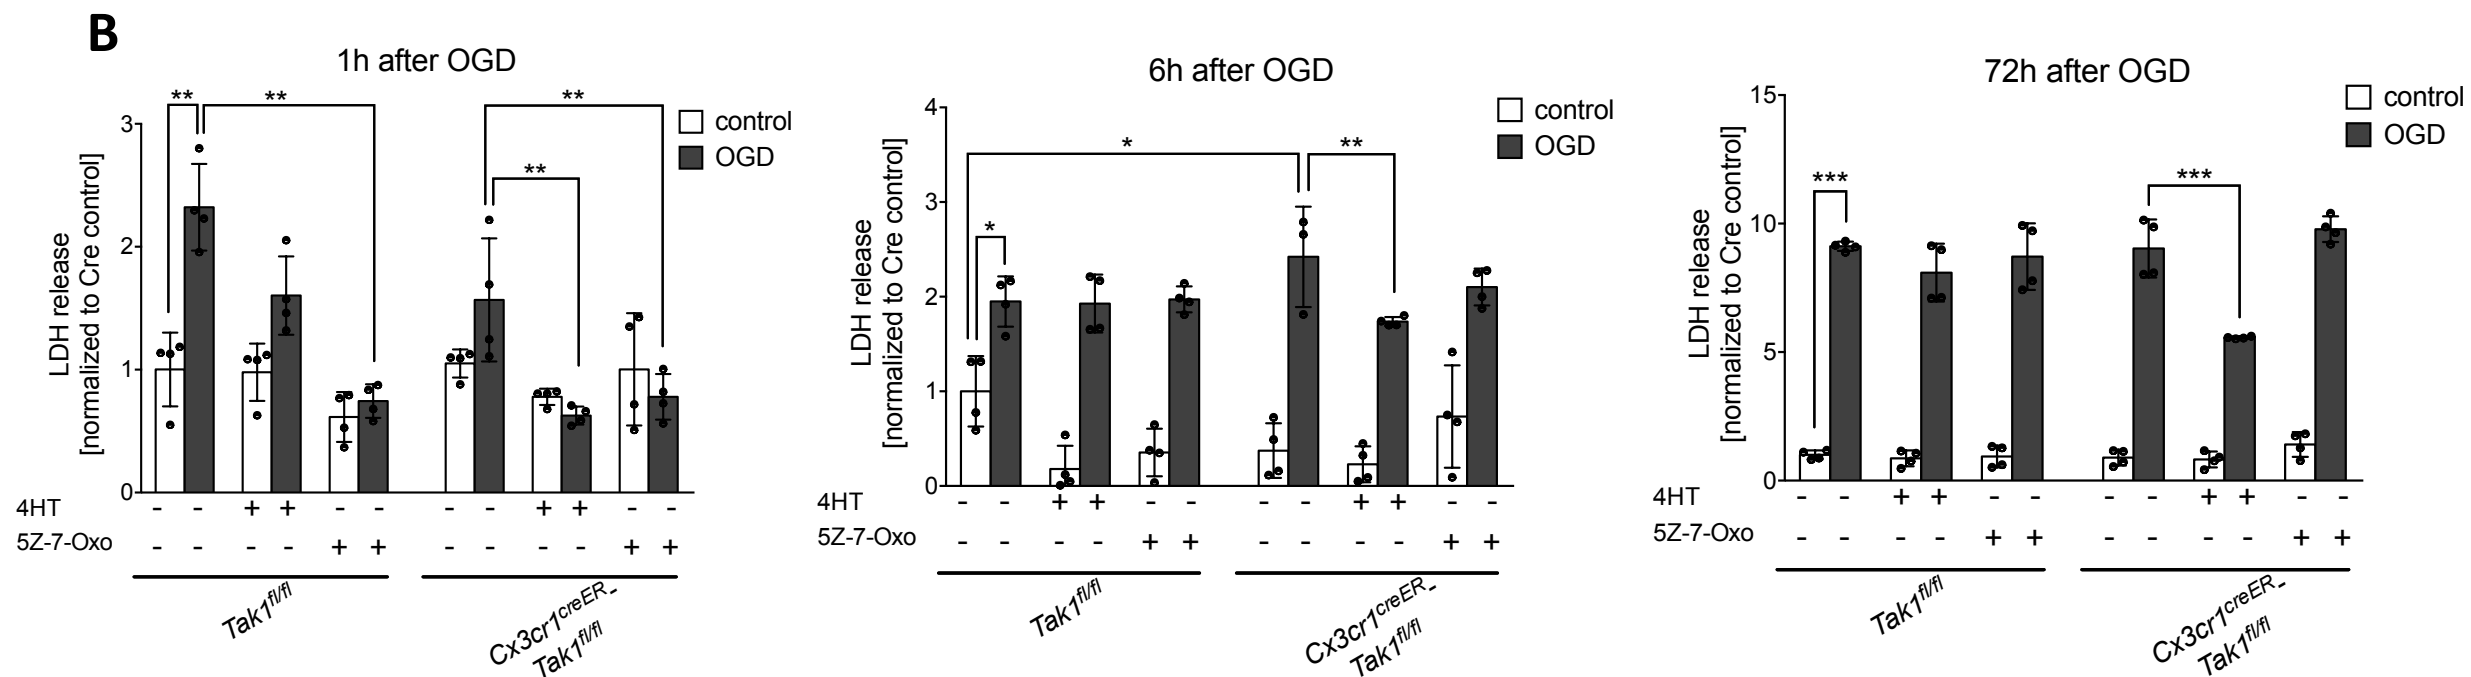 B
1h after OGD
** ** **
**
control
OGD
3
2
1
0
LDH release
[normalized to Cre control]
4HT - - + + - - - - + + - -
5Z-7-Oxo - - - - + + - - - - + +
Tak1fl/fl
Cx3cr1creER-
Tak1fl/fl
6h after OGD
* **
*
control
OGD
4
3
2
1
0
LDH release
[normalized to Cre control]
4HT - - + + - - - - + + - -
5Z-7-Oxo - - - - + + - - - - + +
Tak1fl/fl
Cx3cr1creER-
Tak1fl/fl
72h after OGD
*** ***
control
OGD
15
10
5
0
LDH release
[normalized to Cre control]
4HT - - + + - - - - + + - -
5Z-7-Oxo - - - - + + - - - - + +
Tak1fl/fl
Cx3cr1creER-
Tak1fl/fl